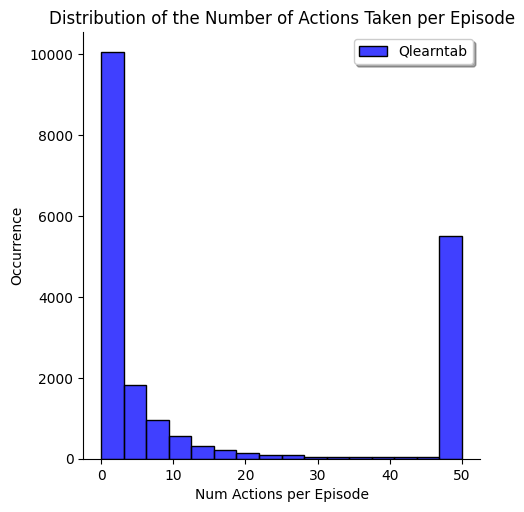 Distribution of the Number of Actions Taken per Episode
Qlearntab
10000
8000
6000
4000
2000
0
Occurrence
0 10 20 30 40 50
Num Actions per Episode